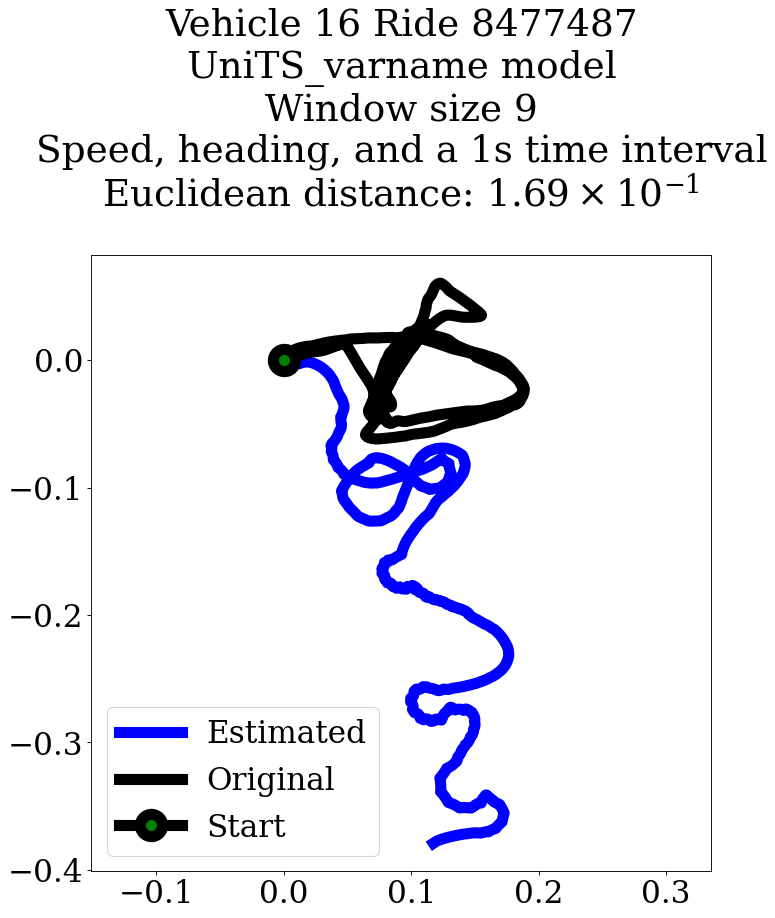 Vehicle 16 Ride 8477487
UniTS_varname model
Window size 9
Speed, heading, and a 1s time interval
Euclidean distance: 1.69 × 10⁻¹
0.0
−0.1
−0.2
−0.3
−0.4
Estimated
Original
Start
−0.1 0.0 0.1 0.2 0.3